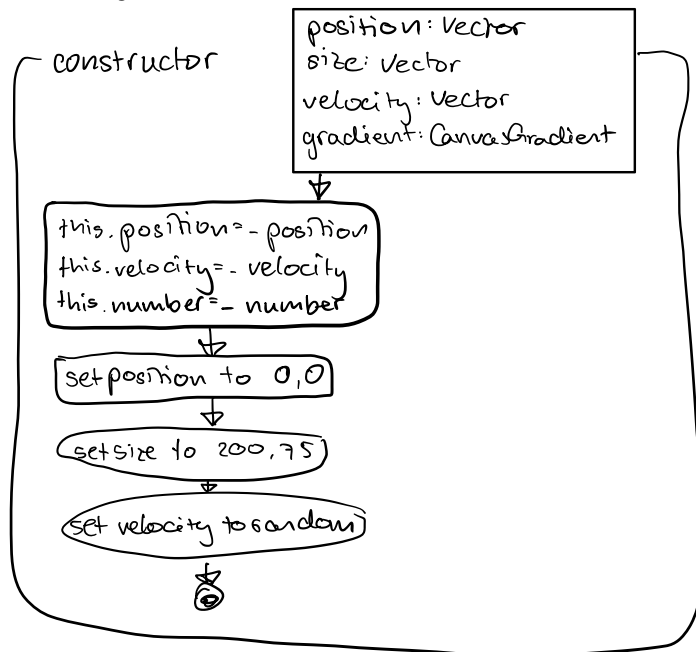 constructor
position: Vector
size: Vector
velocity: Vector
gradient: CanvasGradient
this.position=_position
this.velocity=_velocity
this.number=_number
set position to 0,0
set size to 200,75
set velocity to random